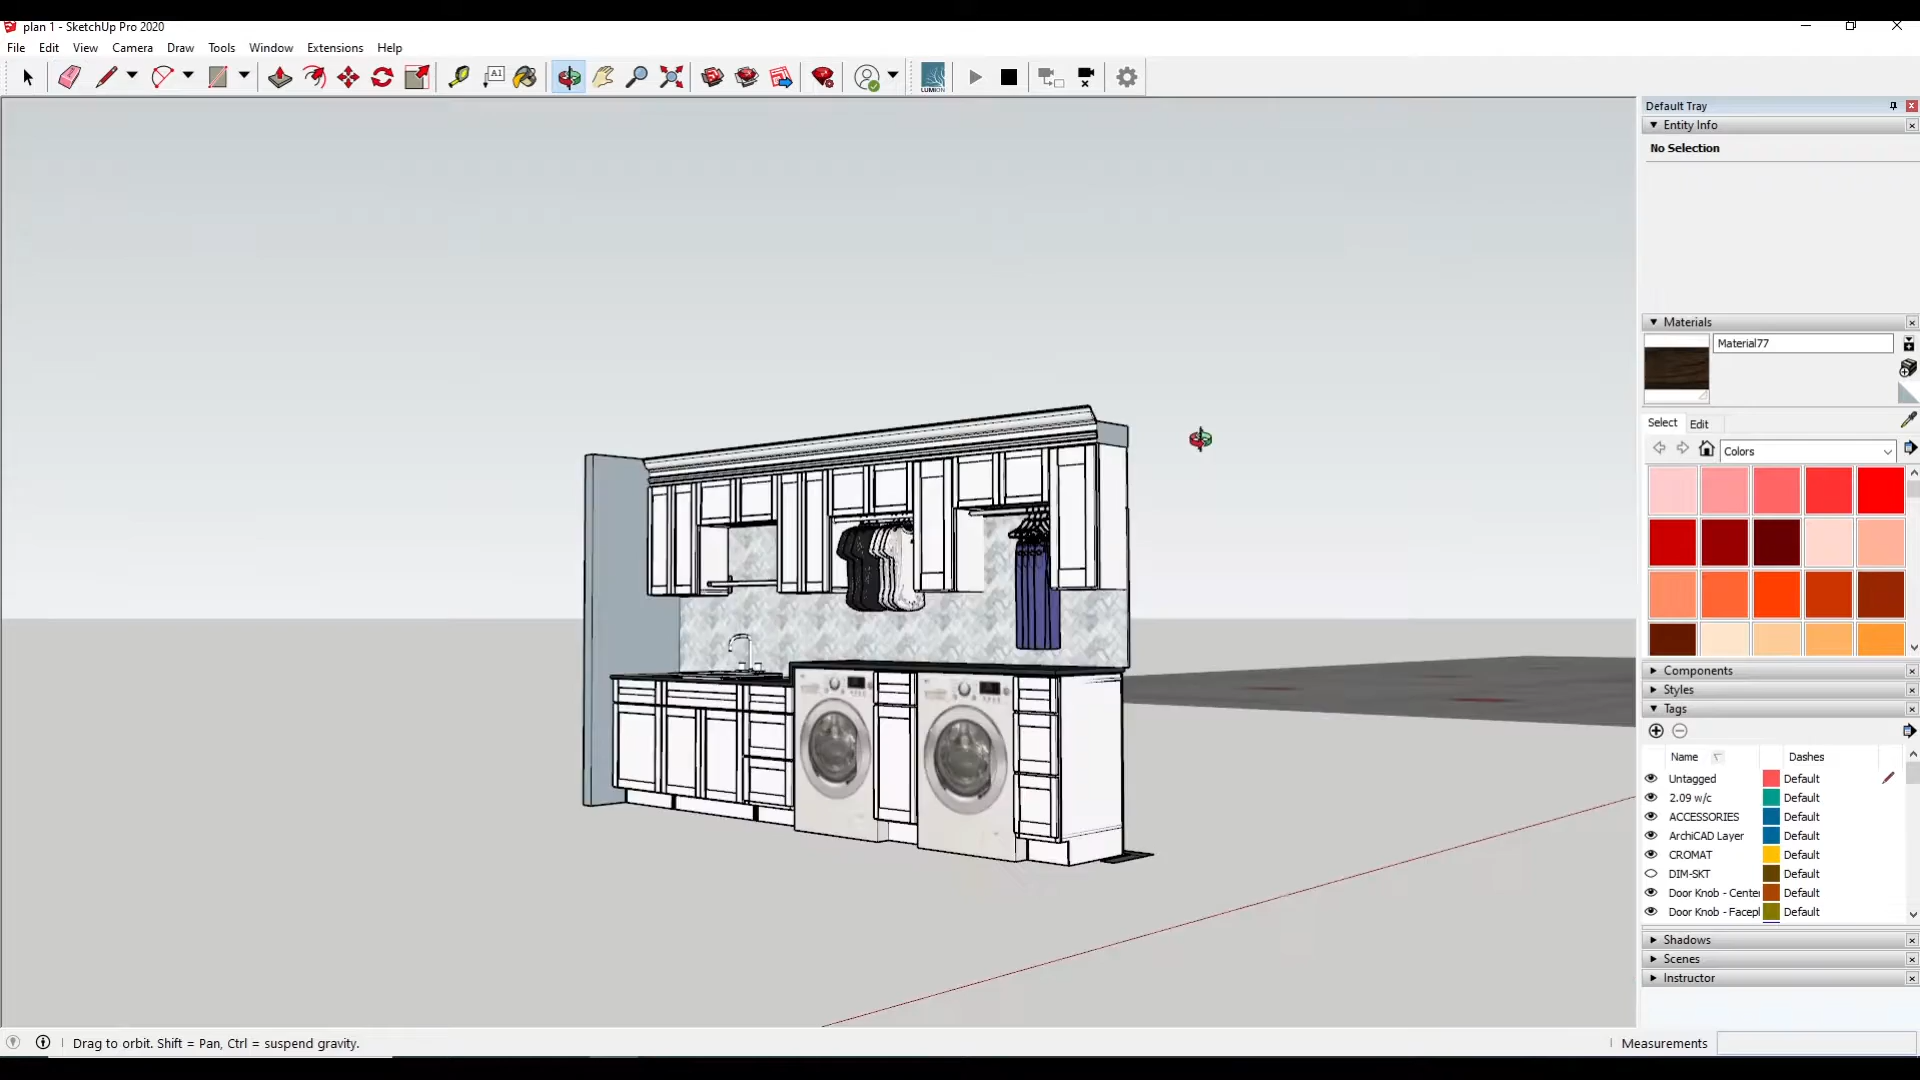 plan 1 - SketchUp Pro 2020
File Edit View Camera Draw Tools Window Extensions Help
A1
LUMION
Default Tray
Entity Info
No Selection
Materials
Material77
Select Edit
Colors
Components
Styles
Tags
Name Dashes
Untagged Default
2.09 w/c Default
ACCESSORIES Default
ArchiCAD Layer Default
CROMAT Default
DIM-SKT Default
Door Knob - Center Default
Door Knob - Facepl Default
Shadows
Scenes
Instructor
Drag to orbit. Shift = Pan, Ctrl = suspend gravity.
Measurements